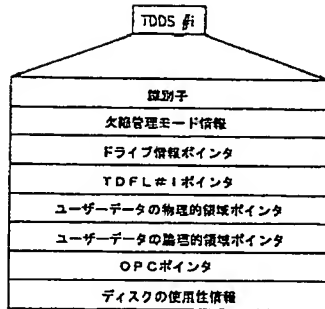 TDDS #i
識別子
欠陥管理モード情報
ドライブ情報ポインタ
TDFL#1ポインタ
ユーザーデータの物理的領域ポインタ
ユーザーデータの論理的領域ポインタ
OPCポインタ
ディスクの使用性情報